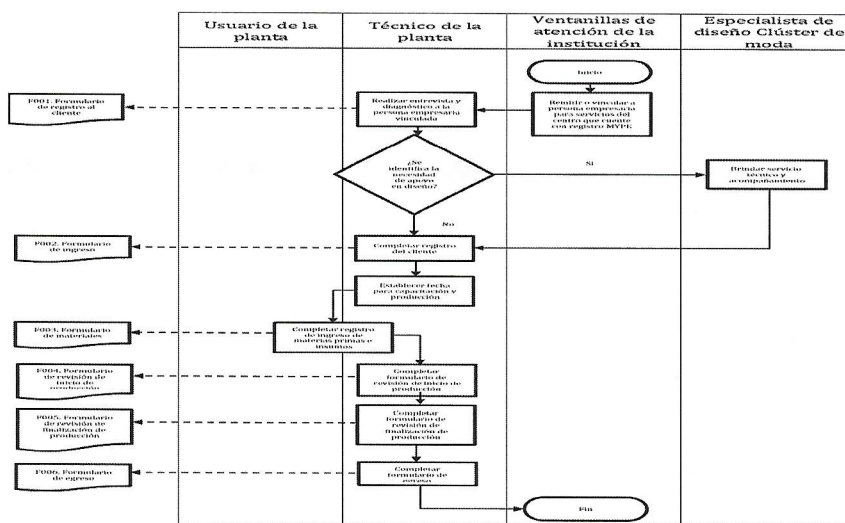 Usuario de la
planta
Técnico de la
planta
Ventanillas de
atención de la
institución
Especialista de
diseño Clúster de
moda
Inicio
F001. Formulario
de registro al
cliente
Realizar entrevista y
diagnóstico a la
persona empresaria
vinculada
Remitir o vincular a
persona empresaria
para servicios del
centro que cuente
con registro MYPE
¿Se
identifica la
necesidad
de apoyo
en diseño?
Si
Brindar servicio
técnico y
acompañamiento
No
F002. Formulario
de ingreso
Completar registro
del cliente
Establecer fecha
para capacitación y
producción
F003. Formulario
de materiales
Completar registro
de ingreso de
materias primas e
insumos
F004. Formulario
de revisión de
inicio de
producción
Completar
formulario de
revisión de inicio de
producción
F005. Formulario
de revisión de
finalización de
producción
Completar
formulario de
revisión de
finalización de
producción
F006. Formulario
de egreso
Completar
formulario de
egreso
Fin